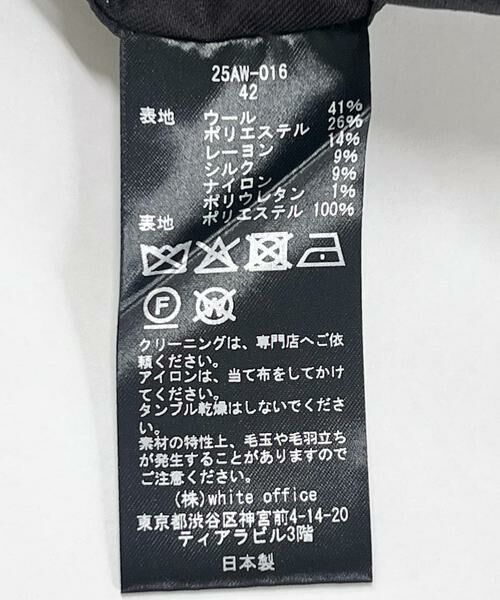 25AW-016
42
表地 ウール 41%
ポリエステル 26%
レーヨン 14%
シルク 9%
ナイロン 9%
ポリウレタン 1%
裏地 ポリエステル 100%
F W
クリーニングは、専門店へご依
頼ください。
アイロンは、当て布をしてかけ
てください。
タンブル乾燥はしないでくださ
い。
素材の特性上、毛玉や毛羽立ち
が発生することがありますので
ご注意ください。
(株)white office
東京都渋谷区神宮前4-14-20
ティアラビル3階
日本製